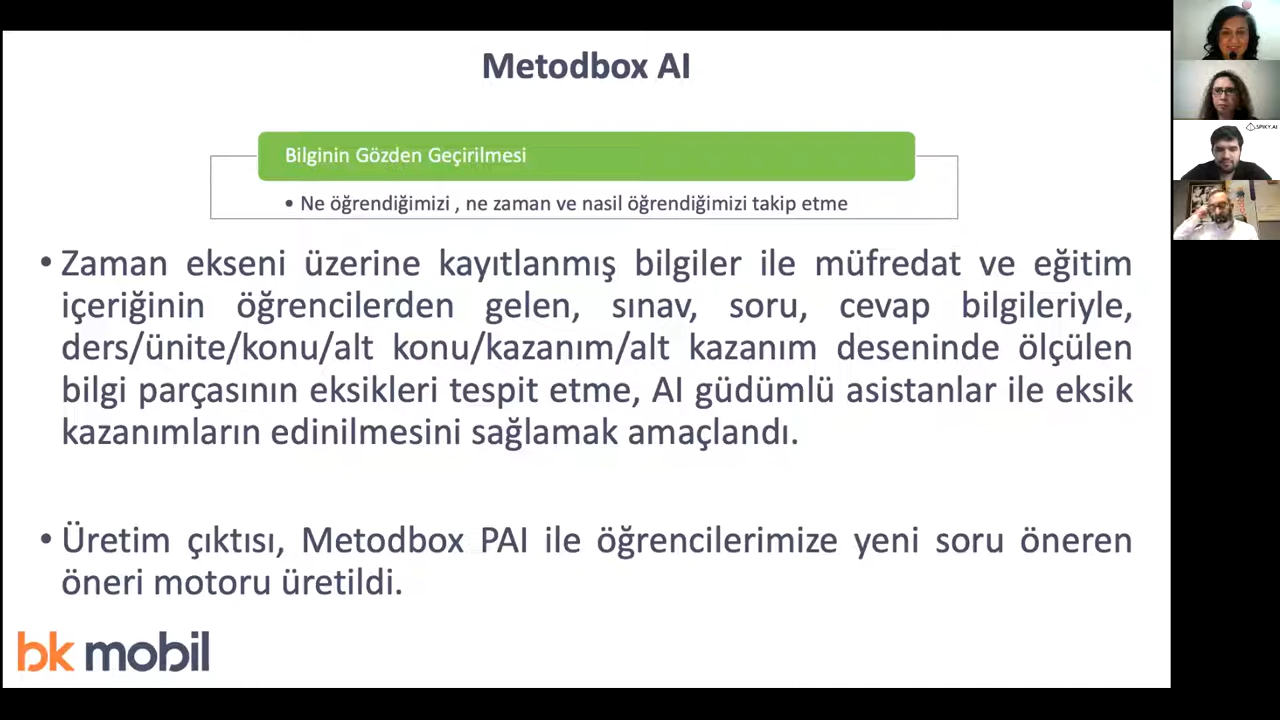 Metodbox AI
Bilginin Gözden Geçirilmesi
• Ne öğrendiğimizi , ne zaman ve nasil öğrendiğimizi takip etme
• Zaman ekseni üzerine kayıtlanmış bilgiler ile müfredat ve eğitim
içeriğinin öğrencilerden gelen, sınav, soru, cevap bilgileriyle,
ders/ünite/konu/alt konu/kazanım/alt kazanım deseninde ölçülen
bilgi parçasının eksikleri tespit etme, AI güdümlü asistanlar ile eksik
kazanımların edinilmesini sağlamak amaçlandı.
• Üretim çıktısı, Metodbox PAI ile öğrencilerimize yeni soru öneren
öneri motoru üretildi.
bk mobil
SPIKY.AI